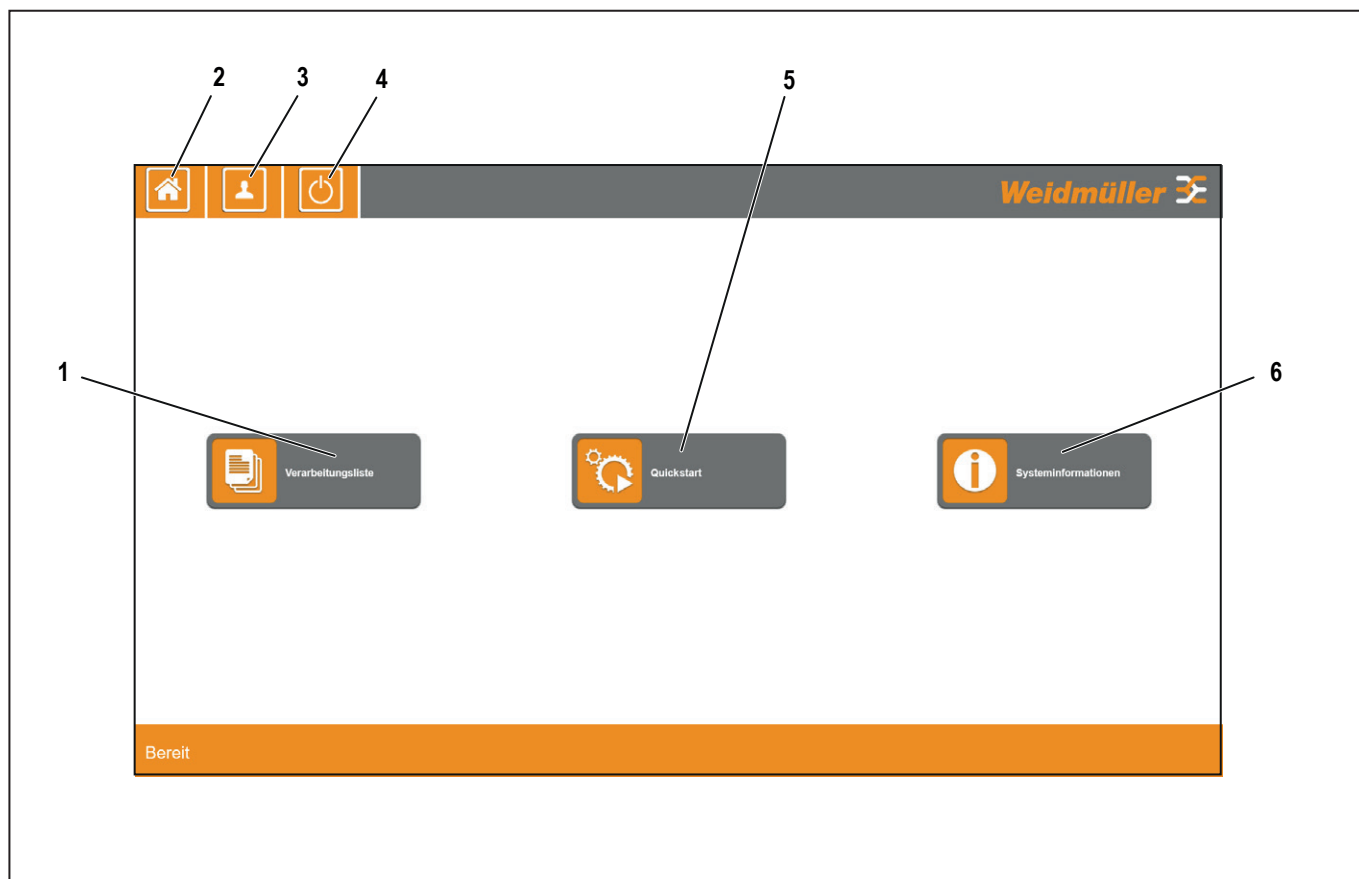 2 3 4 5
Weidmüller
1 6
Verarbeitungsliste Quickstart Systeminformationen
Bereit